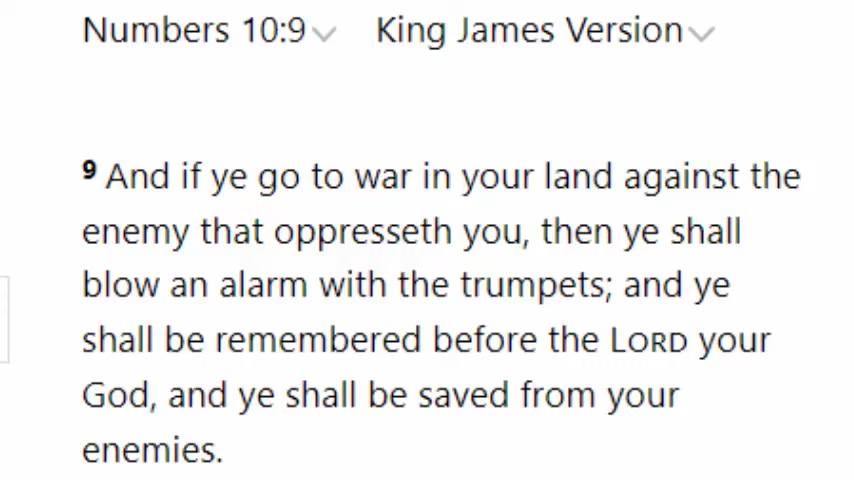 Numbers 10:9 King James Version
9 And if ye go to war in your land against the
enemy that oppresseth you, then ye shall
blow an alarm with the trumpets; and ye
shall be remembered before the LORD your
God, and ye shall be saved from your
enemies.